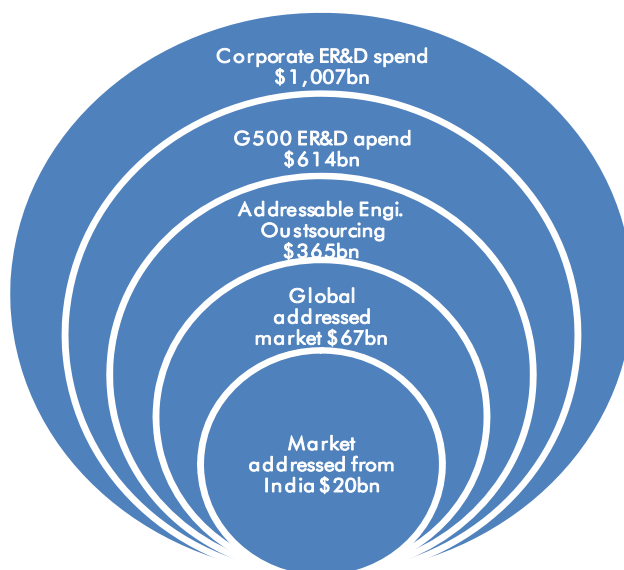 Corporate ER&D spend
$1,007bn
G500 ER&D apend
$614bn
Addressable Engi.
Oustsourcing
$365bn
Global
addressed
market $67bn
Market
addressed from
India $20bn